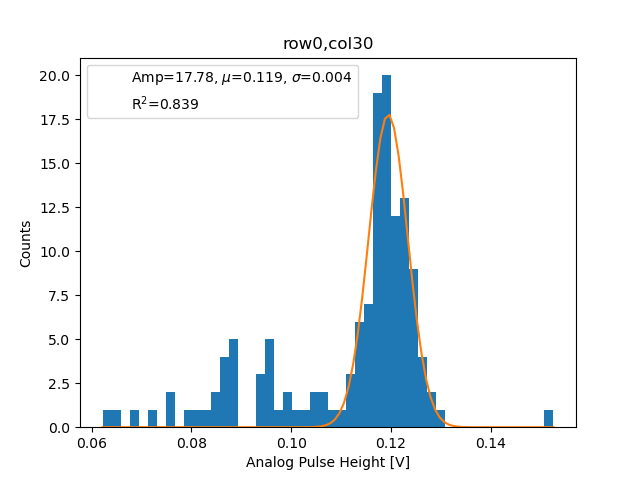 row0,col30
Amp=17.78, μ=0.119, σ=0.004
R²=0.839
20.0
17.5
15.0
12.5
10.0
7.5
5.0
2.5
0.0
Counts
0.06 0.08 0.10 0.12 0.14
Analog Pulse Height [V]